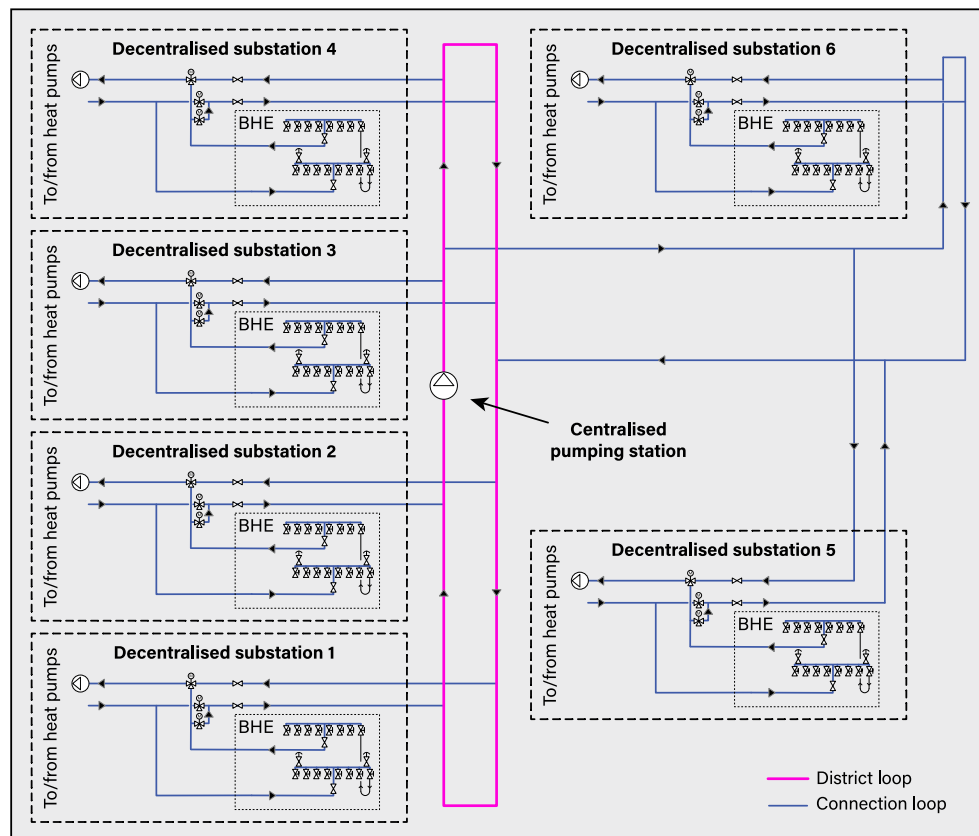 Decentralised substation 4
To/from heat pumps
BHE
Decentralised substation 6
To/from heat pumps
BHE
Decentralised substation 3
To/from heat pumps
BHE
Centralised
pumping station
Decentralised substation 2
To/from heat pumps
BHE
Decentralised substation 5
To/from heat pumps
BHE
Decentralised substation 1
To/from heat pumps
BHE
District loop
Connection loop